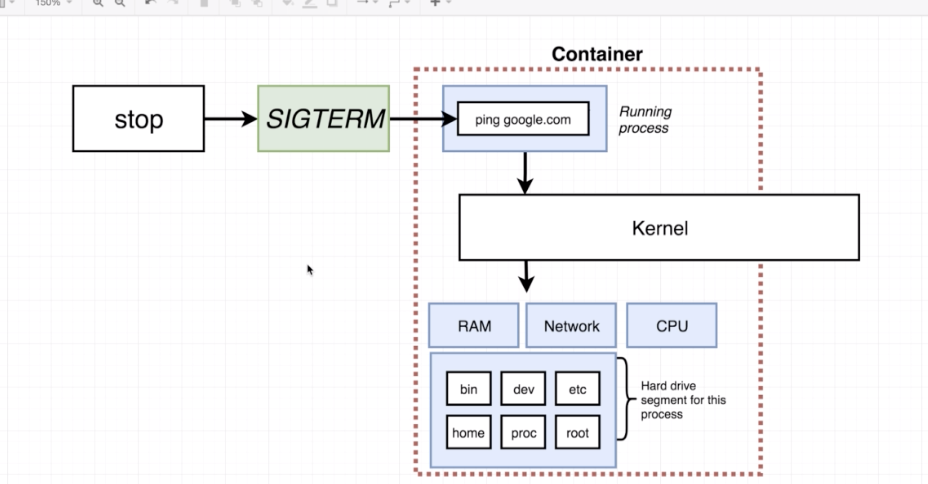 150%
Container
stop
SIGTERM
ping google.com
Running
process
Kernel
RAM
Network
CPU
bin
dev
etc
home
proc
root
Hard drive
segment for this
process